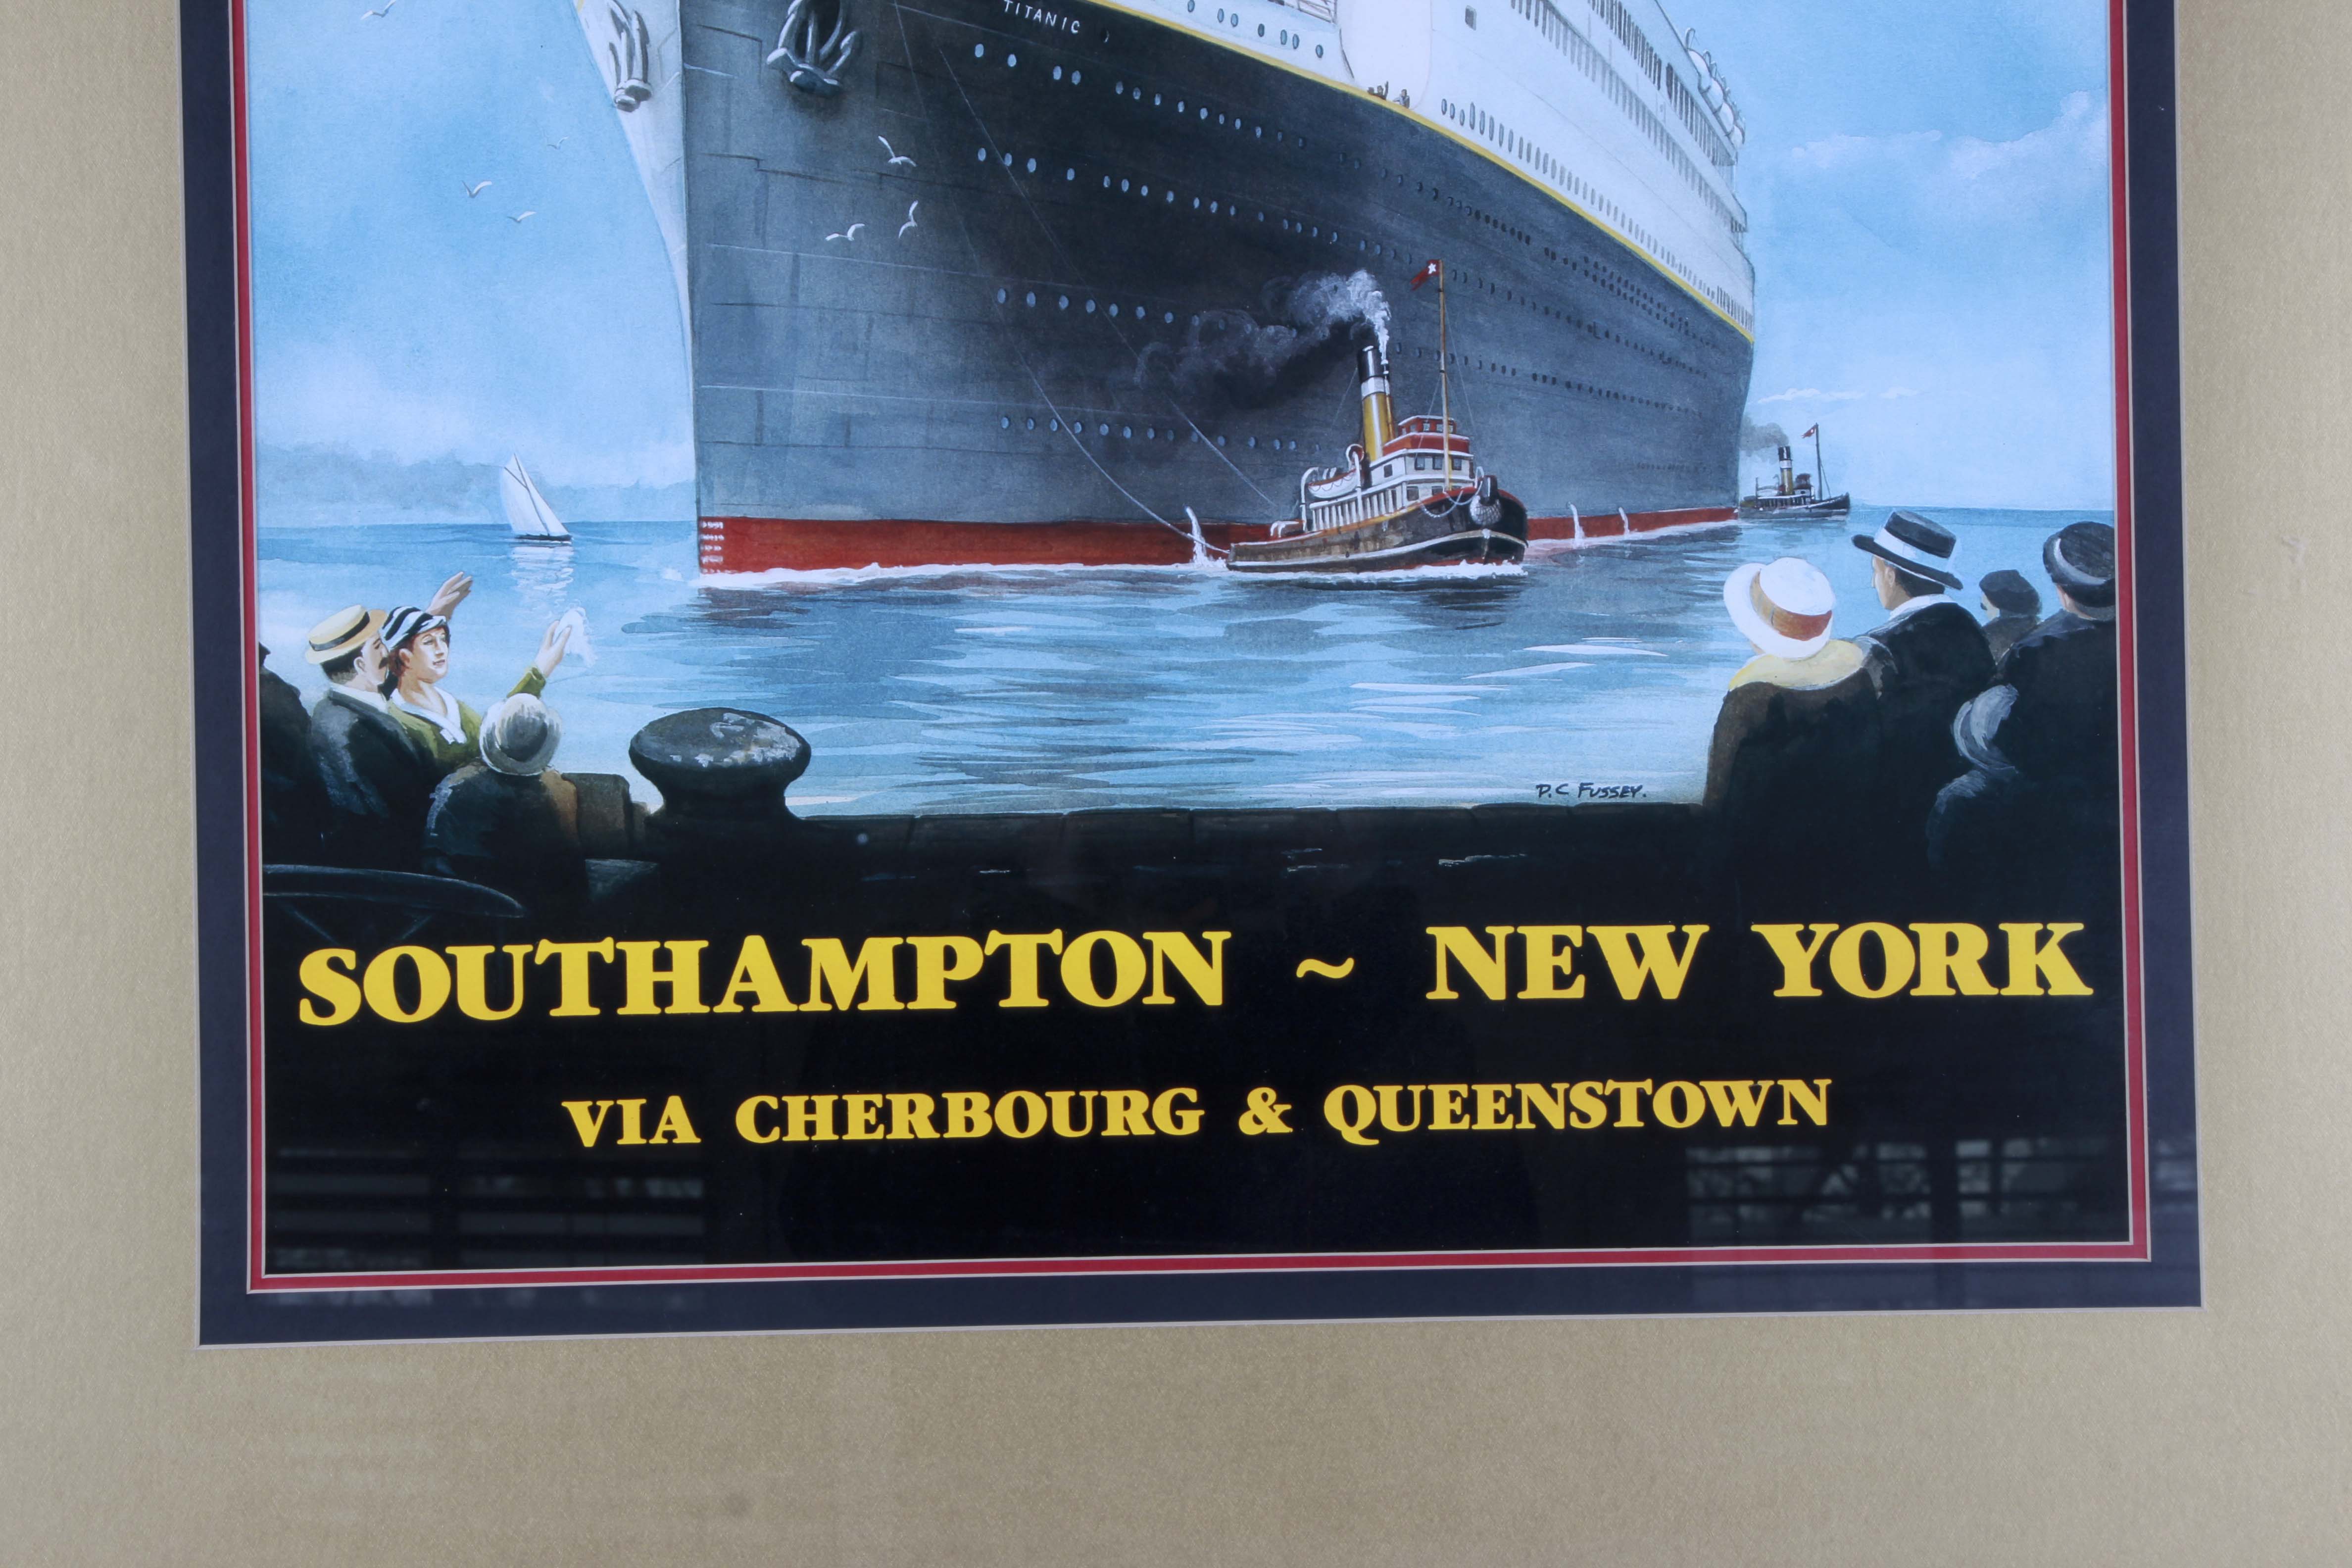 TITANIC
P.C FUSSEY.
SOUTHAMPTON ~ NEW YORK
VIA CHERBOURG & QUEENSTOWN